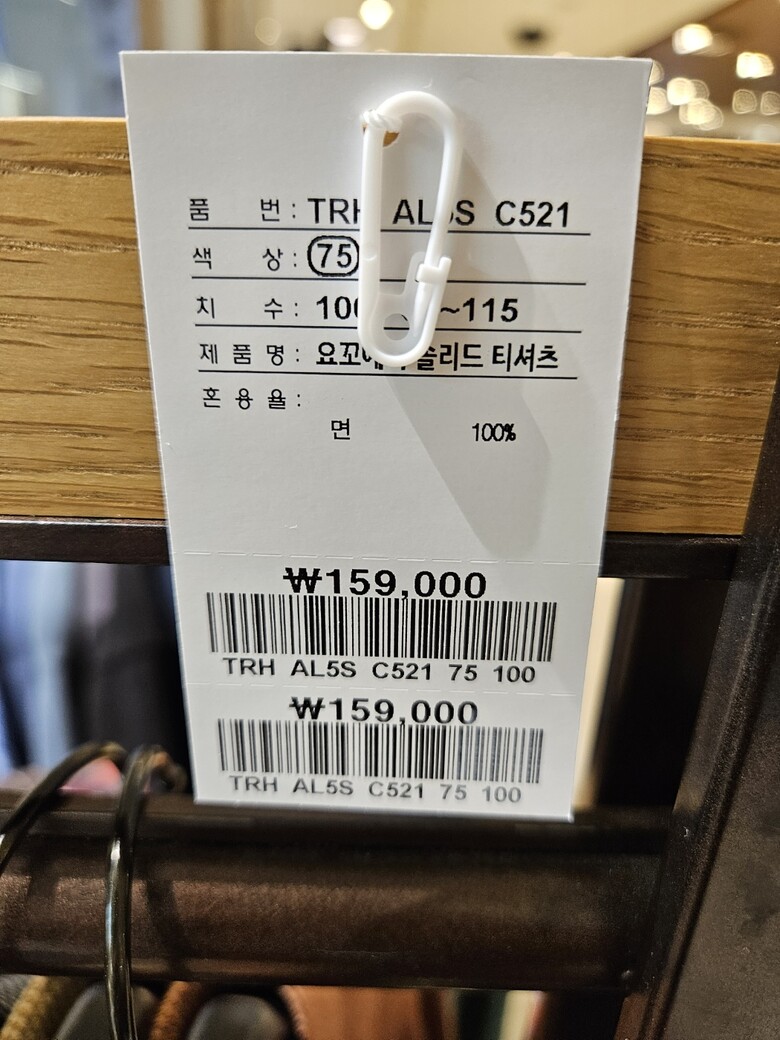 품 번 : TRH AL5S C521
색 상 : 75
치 수 : 100 ~115
제 품 명 : 솔리드 티셔츠
혼 용 율 :
면 100%
₩159,000
TRH AL5S C521 75 100
₩159,000
TRH AL5S C521 75 100